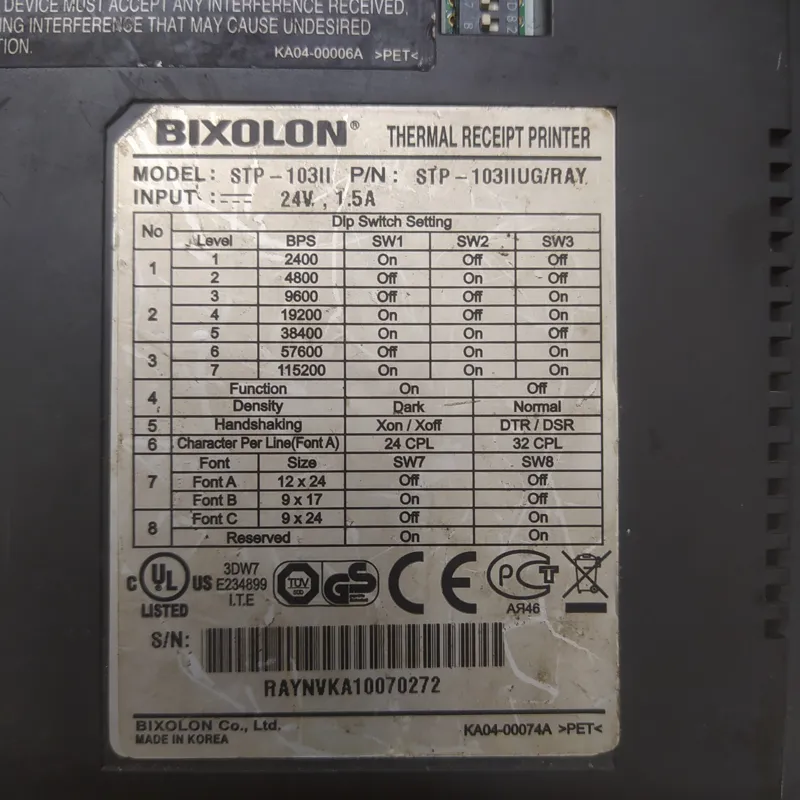 DEVICE MUST ACCEPT ANY INTERFERENCE RECEIVED,
ING INTERFERENCE THAT MAY CAUSE UNDESIRED
TION.
KA04-00006A >PET<
BIXOLON® THERMAL RECEIPT PRINTER
MODEL: STP-103II P/N: STP-103IIUG/RAY
INPUT : 24V, 1.5A
No Dip Switch Setting
Level BPS SW1 SW2 SW3
1 1 2400 On Off Off
2 4800 Off On Off
2 3 9600 Off Off On
4 19200 On Off On
5 38400 On On Off
3 6 57600 Off On On
7 115200 On On On
4 Function On Off
Density Dark Normal
5 Handshaking Xon / Xoff DTR / DSR
6 Character Per Line(Font A) 24 CPL 32 CPL
7 Font Size SW7 SW8
Font A 12 x 24 Off Off
Font B 9 x 17 On Off
8 Font C 9 x 24 Off On
Reserved On On
C UL US LISTED
3DW7
E234899
I.T.E
TÜV GS CE PCT
АЯ46
S/N:
RAYNVKA10070272
BIXOLON Co., Ltd.
MADE IN KOREA
KA04-00074A >PET<